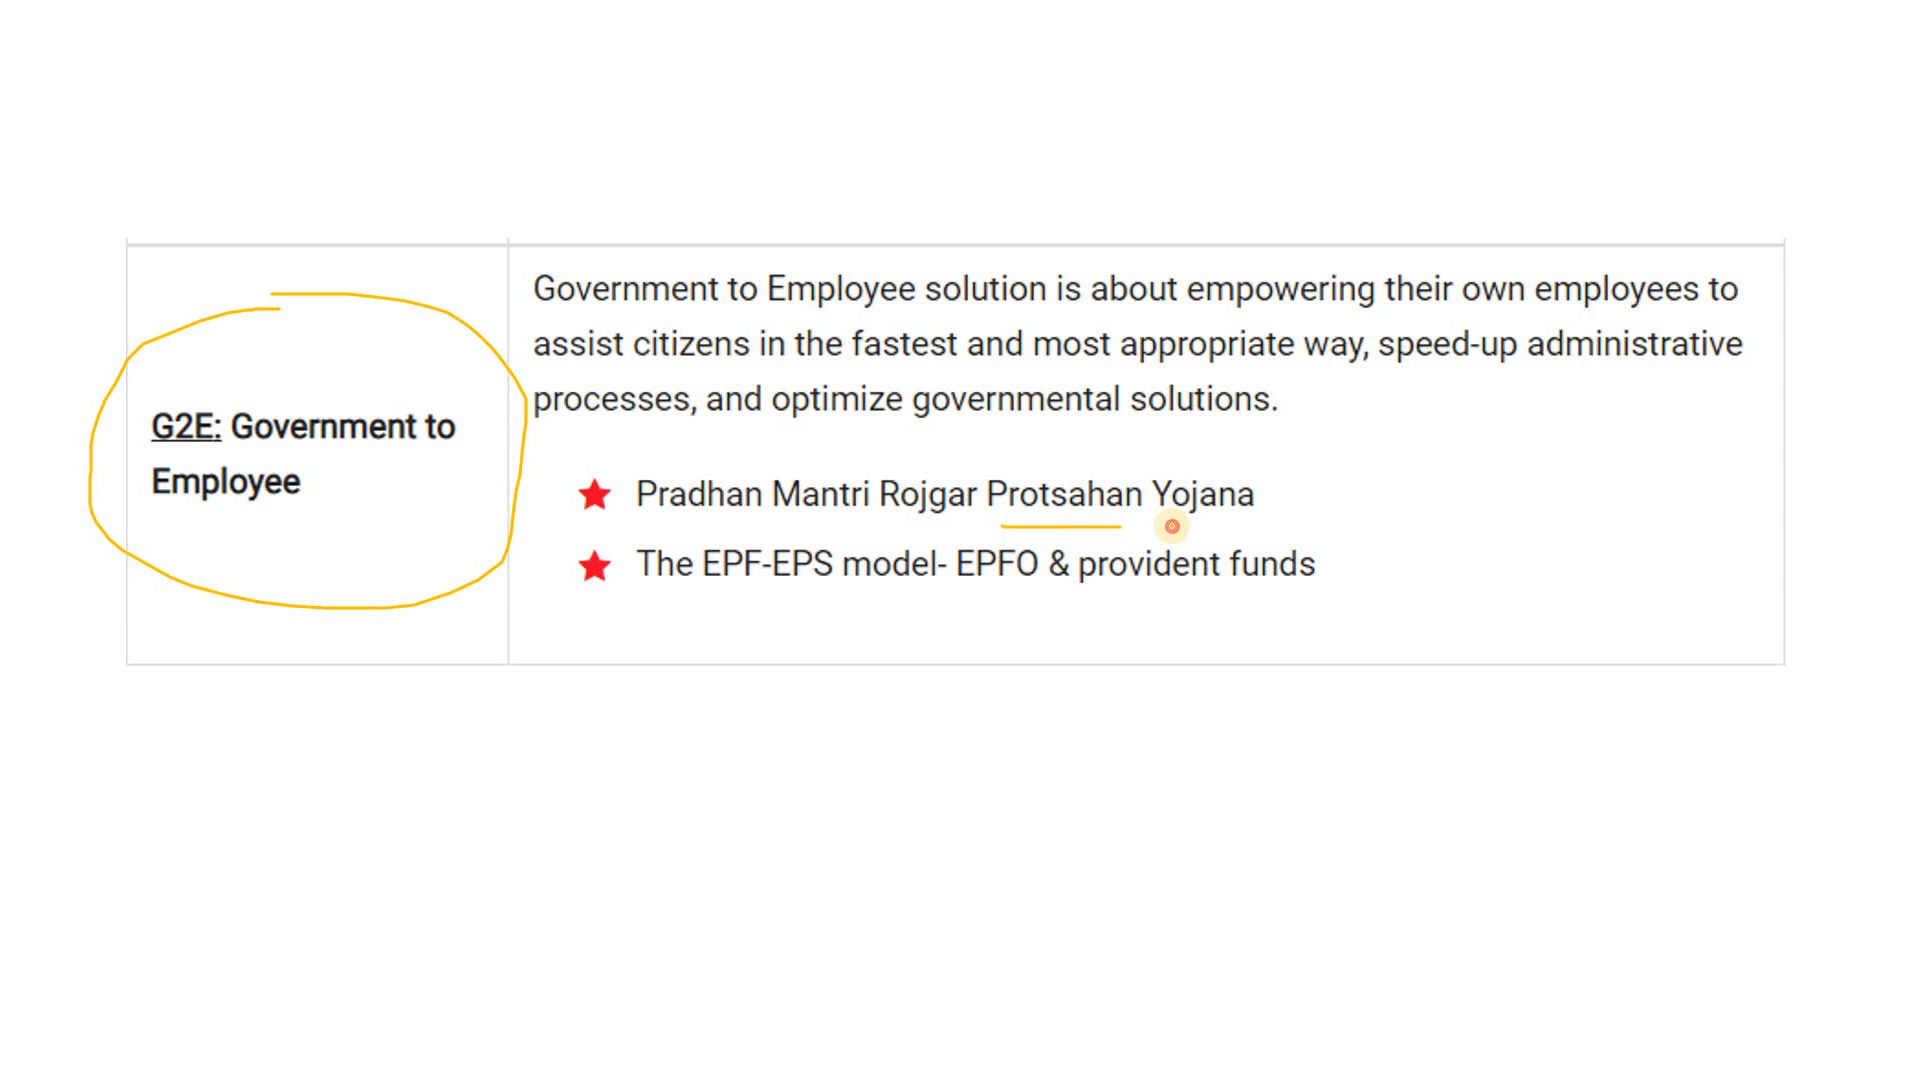 G2E: Government to
Employee
Government to Employee solution is about empowering their own employees to
assist citizens in the fastest and most appropriate way, speed-up administrative
processes, and optimize governmental solutions.
Pradhan Mantri Rojgar Protsahan Yojana
The EPF-EPS model- EPFO & provident funds